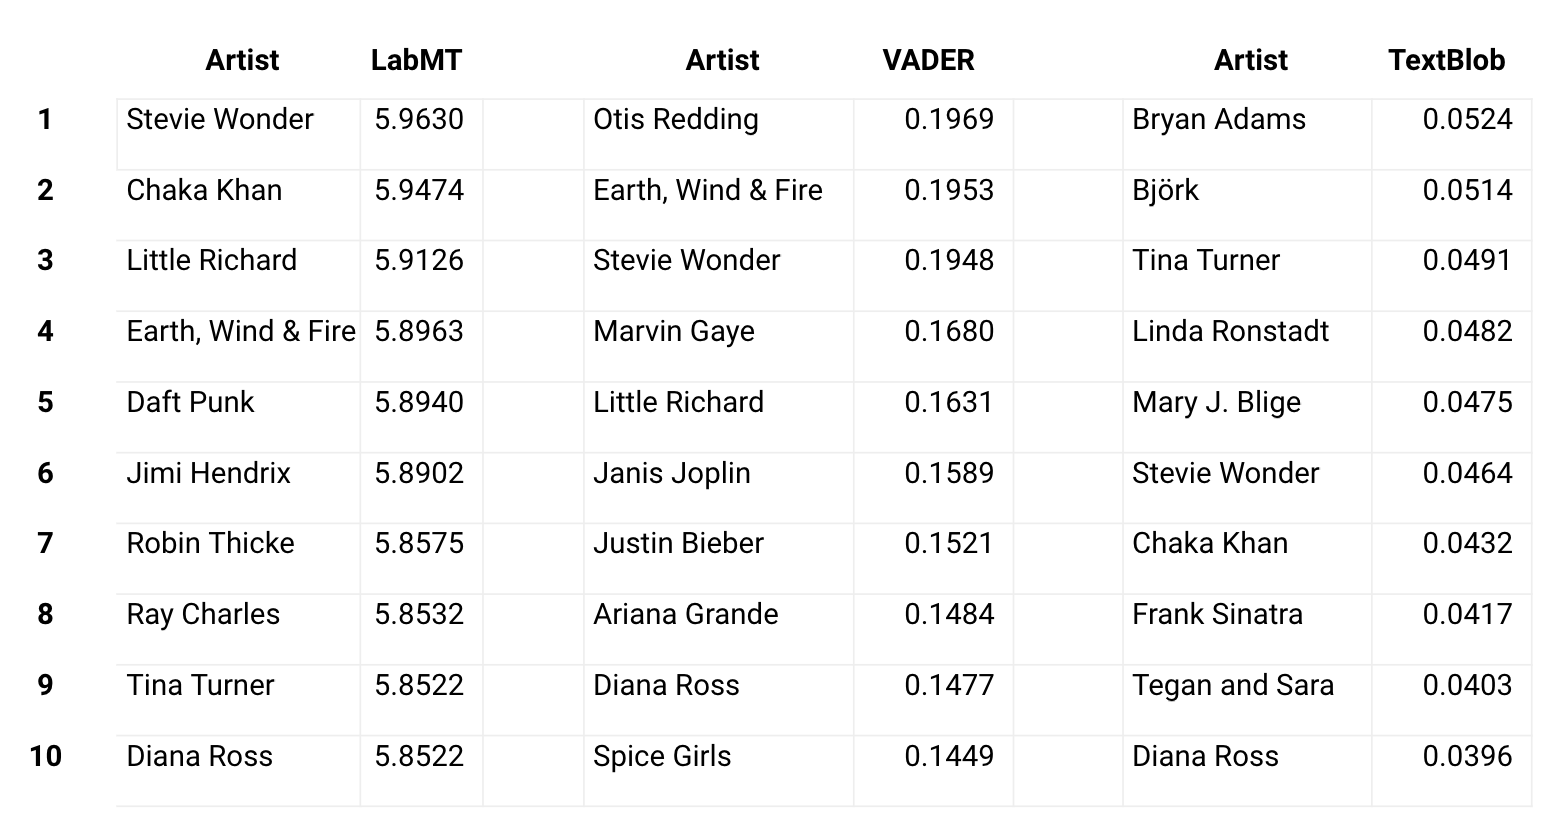 Artist LabMT Artist VADER Artist TextBlob
1 Stevie Wonder 5.9630 Otis Redding 0.1969 Bryan Adams 0.0524
2 Chaka Khan 5.9474 Earth, Wind & Fire 0.1953 Björk 0.0514
3 Little Richard 5.9126 Stevie Wonder 0.1948 Tina Turner 0.0491
4 Earth, Wind & Fire 5.8963 Marvin Gaye 0.1680 Linda Ronstadt 0.0482
5 Daft Punk 5.8940 Little Richard 0.1631 Mary J. Blige 0.0475
6 Jimi Hendrix 5.8902 Janis Joplin 0.1589 Stevie Wonder 0.0464
7 Robin Thicke 5.8575 Justin Bieber 0.1521 Chaka Khan 0.0432
8 Ray Charles 5.8532 Ariana Grande 0.1484 Frank Sinatra 0.0417
9 Tina Turner 5.8522 Diana Ross 0.1477 Tegan and Sara 0.0403
10 Diana Ross 5.8522 Spice Girls 0.1449 Diana Ross 0.0396